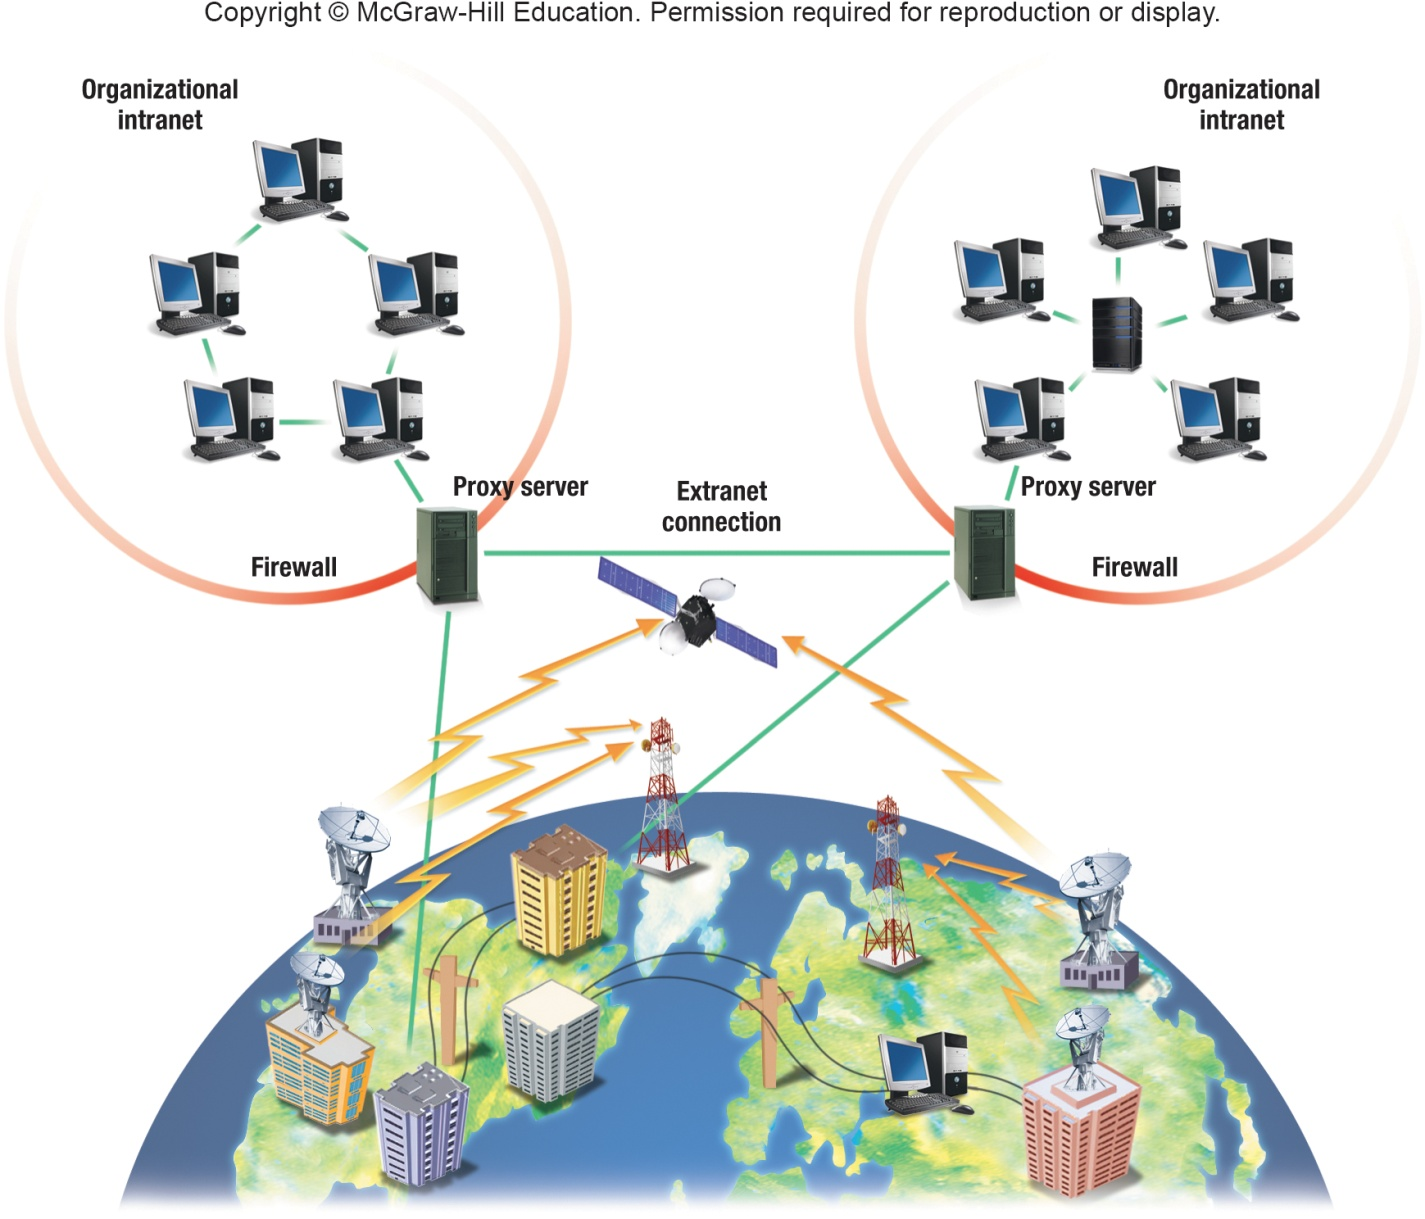 Copyright © McGraw-Hill Education. Permission required for reproduction or display.
Organizational
intranet
Organizational
intranet
Proxy server
Extranet
connection
Proxy server
Firewall
Firewall